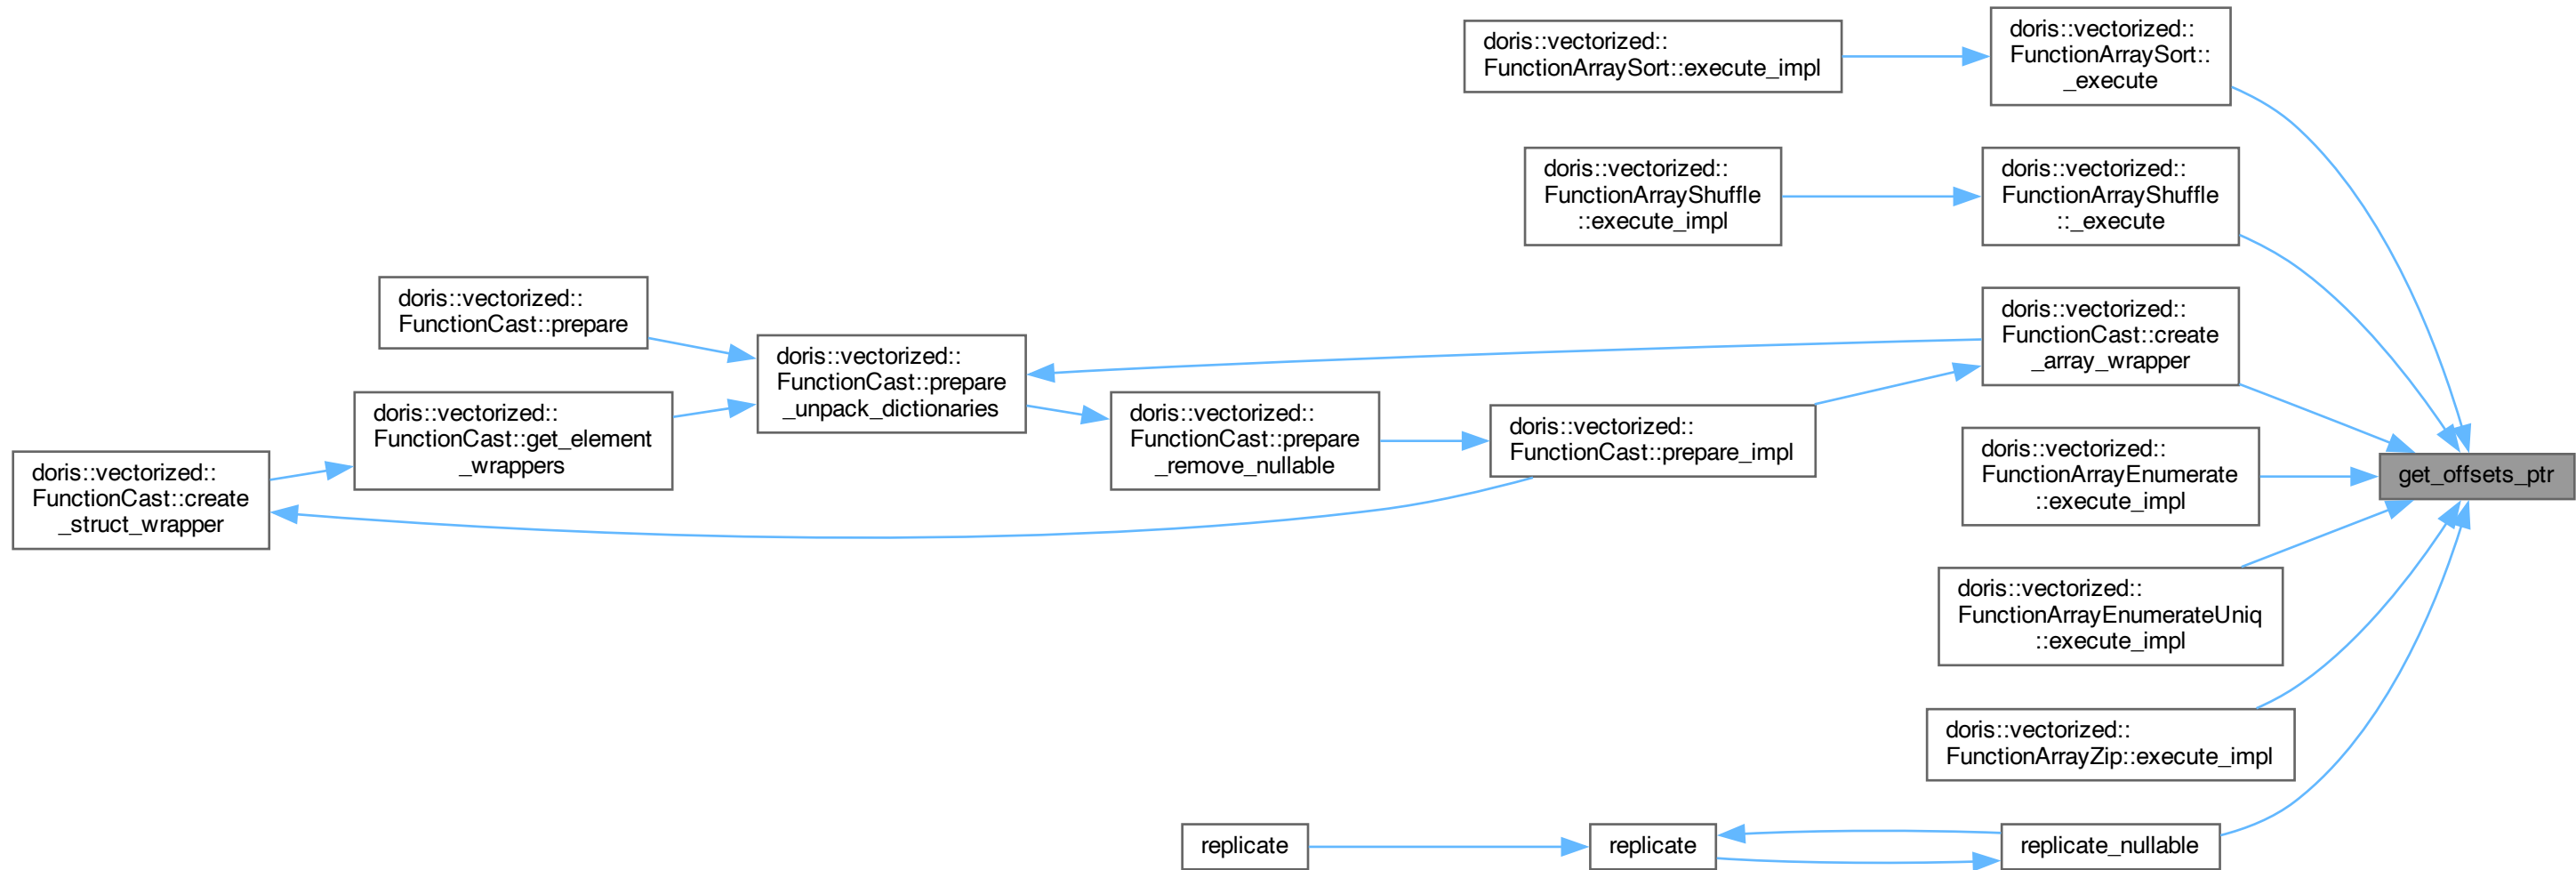 doris::vectorized::
FunctionArraySort::execute_impl
doris::vectorized::
FunctionArraySort::
_execute
doris::vectorized::
FunctionArrayShuffle
::execute_impl
doris::vectorized::
FunctionArrayShuffle
::_execute
doris::vectorized::
FunctionCast::prepare
doris::vectorized::
FunctionCast::prepare
_unpack_dictionaries
doris::vectorized::
FunctionCast::create
_array_wrapper
doris::vectorized::
FunctionCast::get_element
_wrappers
doris::vectorized::
FunctionCast::prepare
_remove_nullable
doris::vectorized::
FunctionCast::prepare_impl
doris::vectorized::
FunctionCast::create
_struct_wrapper
doris::vectorized::
FunctionArrayEnumerate
::execute_impl
get_offsets_ptr
doris::vectorized::
FunctionArrayEnumerateUniq
::execute_impl
doris::vectorized::
FunctionArrayZip::execute_impl
replicate
replicate
replicate_nullable